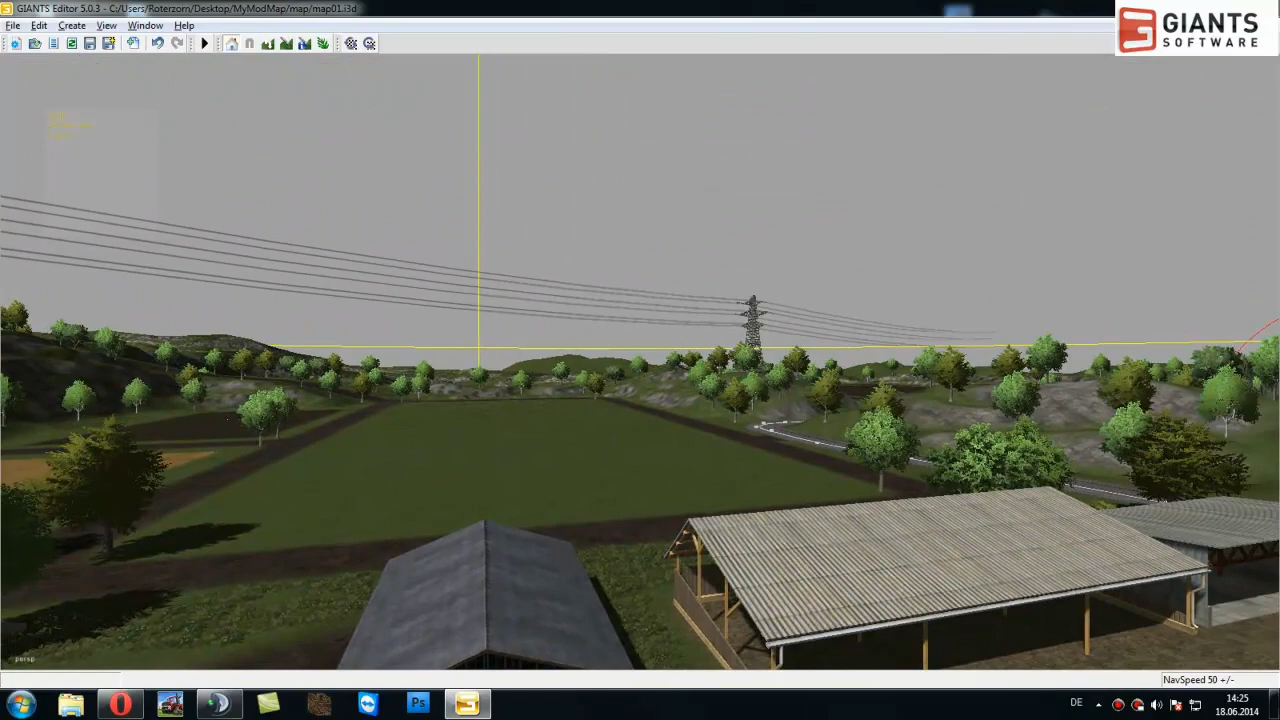 GIANTS Editor 5.0.3 - C:/Users/Roterzorn/Desktop/MyModMap/map/map01.i3d
File Edit Create View Window Help
GIANTS
SOFTWARE
persp
NavSpeed 50 +/-
Ps
DE
14:25
18.06.2014